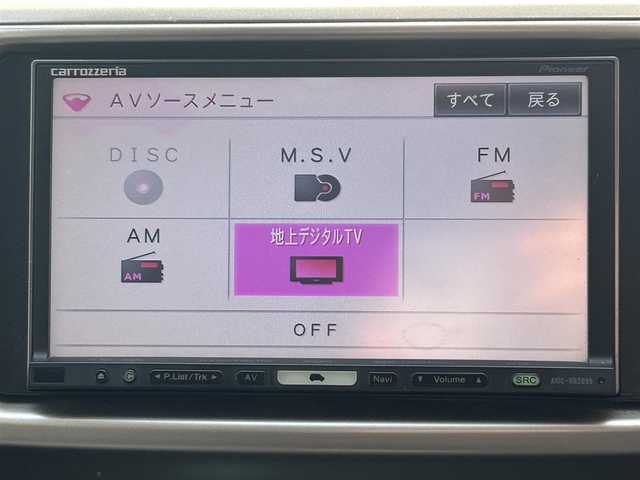 carrozzeria Pioneer
AVソースメニュー すべて 戻る
DISC M.S.V FM
FM
AM 地上デジタルTV
AM
OFF
P.List/Trk AV Navi Volume SRC